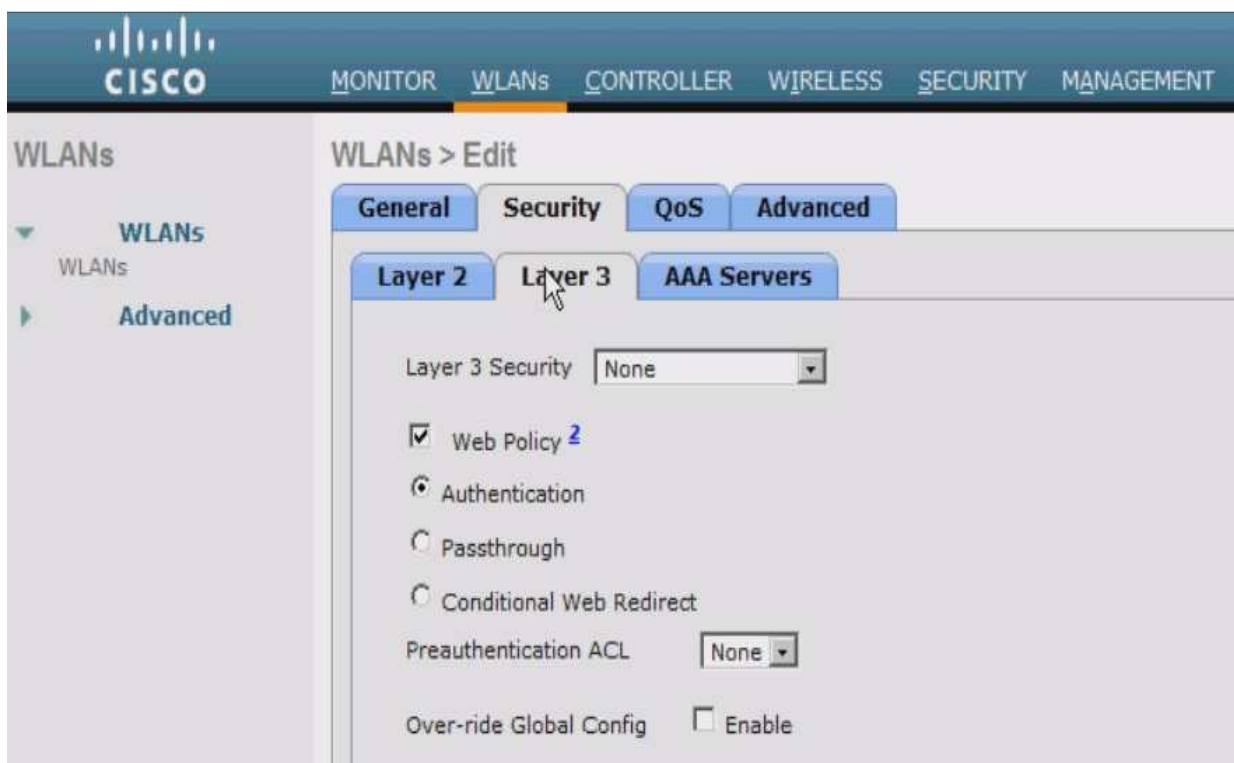 CISCO
MONITOR WLANs CONTROLLER WIRELESS SECURITY MANAGEMENT
WLANs
WLANs
WLANs
Advanced
WLANs > Edit
General Security QoS Advanced
Layer 2 Layer 3 AAA Servers
Layer 3 Security None
Web Policy 2
Authentication
Passthrough
Conditional Web Redirect
Preauthentication ACL None
Over-ride Global Config Enable